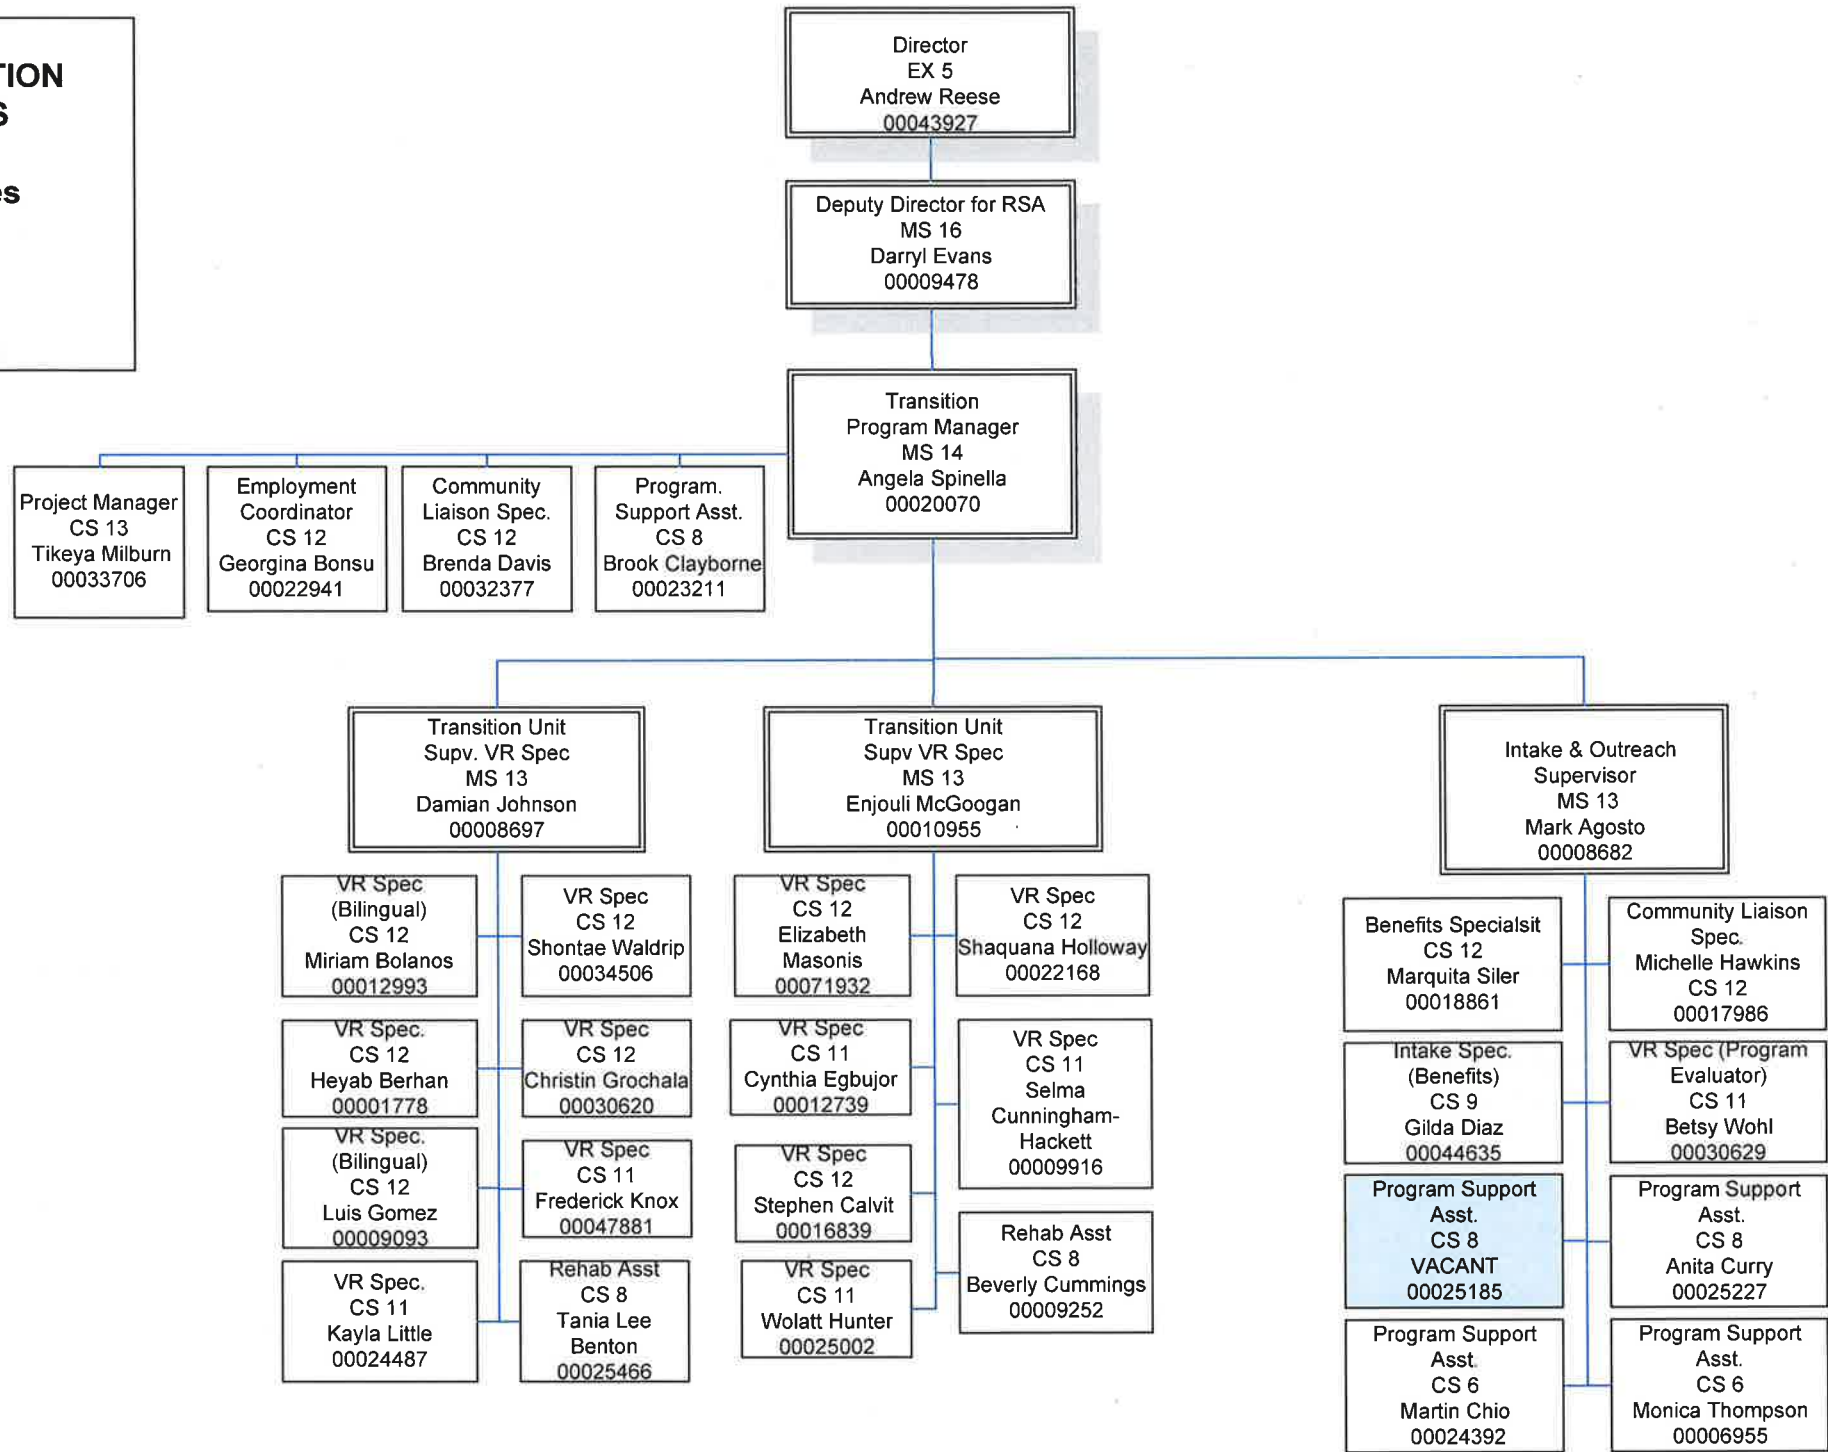 TION
S
es
Director
EX 5
Andrew Reese
00043927
Deputy Director for RSA
MS 16
Darryl Evans
00009478
Transition
Program Manager
MS 14
Angela Spinella
00020070
Project Manager
CS 13
Tikeya Milburn
00033706
Employment
Coordinator
CS 12
Georgina Bonsu
00022941
Community
Liaison Spec.
CS 12
Brenda Davis
00032377
Program.
Support Asst.
CS 8
Brook Clayborne
00023211
Transition Unit
Supv. VR Spec
MS 13
Damian Johnson
00008697
Transition Unit
Supv VR Spec
MS 13
Enjouli McGoogan
00010955
Intake & Outreach
Supervisor
MS 13
Mark Agosto
00008682
VR Spec
(Bilingual)
CS 12
Miriam Bolanos
00012993
VR Spec
CS 12
Shontae Waldrip
00034506
VR Spec.
CS 12
Heyab Berhan
00001778
VR Spec
CS 12
Christin Grochala
00030620
VR Spec.
(Bilingual)
CS 12
Luis Gomez
00009093
VR Spec
CS 11
Frederick Knox
00047881
VR Spec.
CS 11
Kayla Little
00024487
Rehab Asst
CS 8
Tania Lee
Benton
00025466
VR Spec
CS 12
Elizabeth
Masonis
00071932
VR Spec
CS 12
Shaquana Holloway
00022168
VR Spec
CS 11
Cynthia Egbujor
00012739
VR Spec
CS 11
Selma
Cunningham-
Hackett
00009916
VR Spec
CS 12
Stephen Calvit
00016839
Rehab Asst
CS 8
Beverly Cummings
00009252
VR Spec
CS 11
Wolatt Hunter
00025002
Benefits Specialsit
CS 12
Marquita Siler
00018861
Community Liaison
Spec.
Michelle Hawkins
CS 12
00017986
Intake Spec.
(Benefits)
CS 9
Gilda Diaz
00044635
VR Spec (Program
Evaluator)
CS 11
Betsy Wohl
00030629
Program Support
Asst.
CS 8
VACANT
00025185
Program Support
Asst.
CS 8
Anita Curry
00025227
Program Support
Asst.
CS 6
Martin Chio
00024392
Program Support
Asst.
CS 6
Monica Thompson
00006955